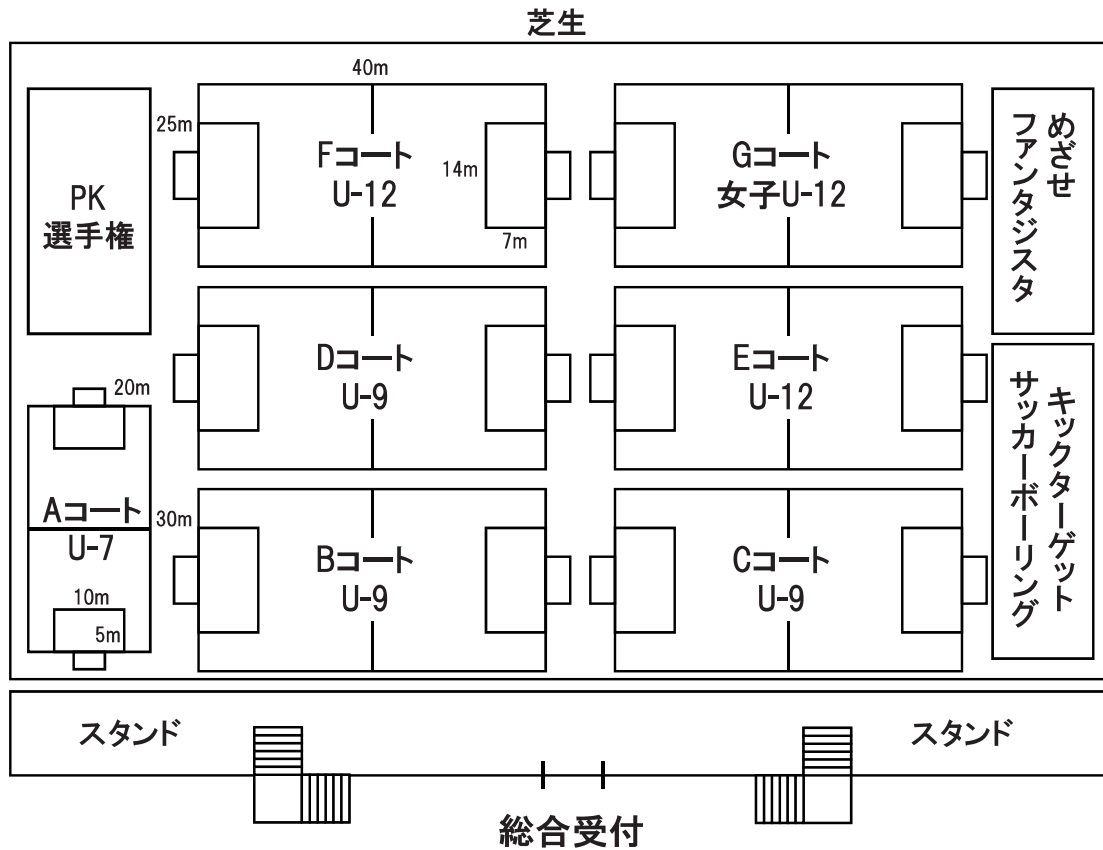 芝生
40m
25m
PK
選手権
Fコート
U-12
14m
7m
Gコート
女子U-12
めざせ
ファンタジスタ
Dコート
U-9
Eコート
U-12
20m
Aコート
U-7
10m
5m
30m
Bコート
U-9
Cコート
U-9
キックターゲット
サッカーボーリング
スタンド
スタンド
総合受付